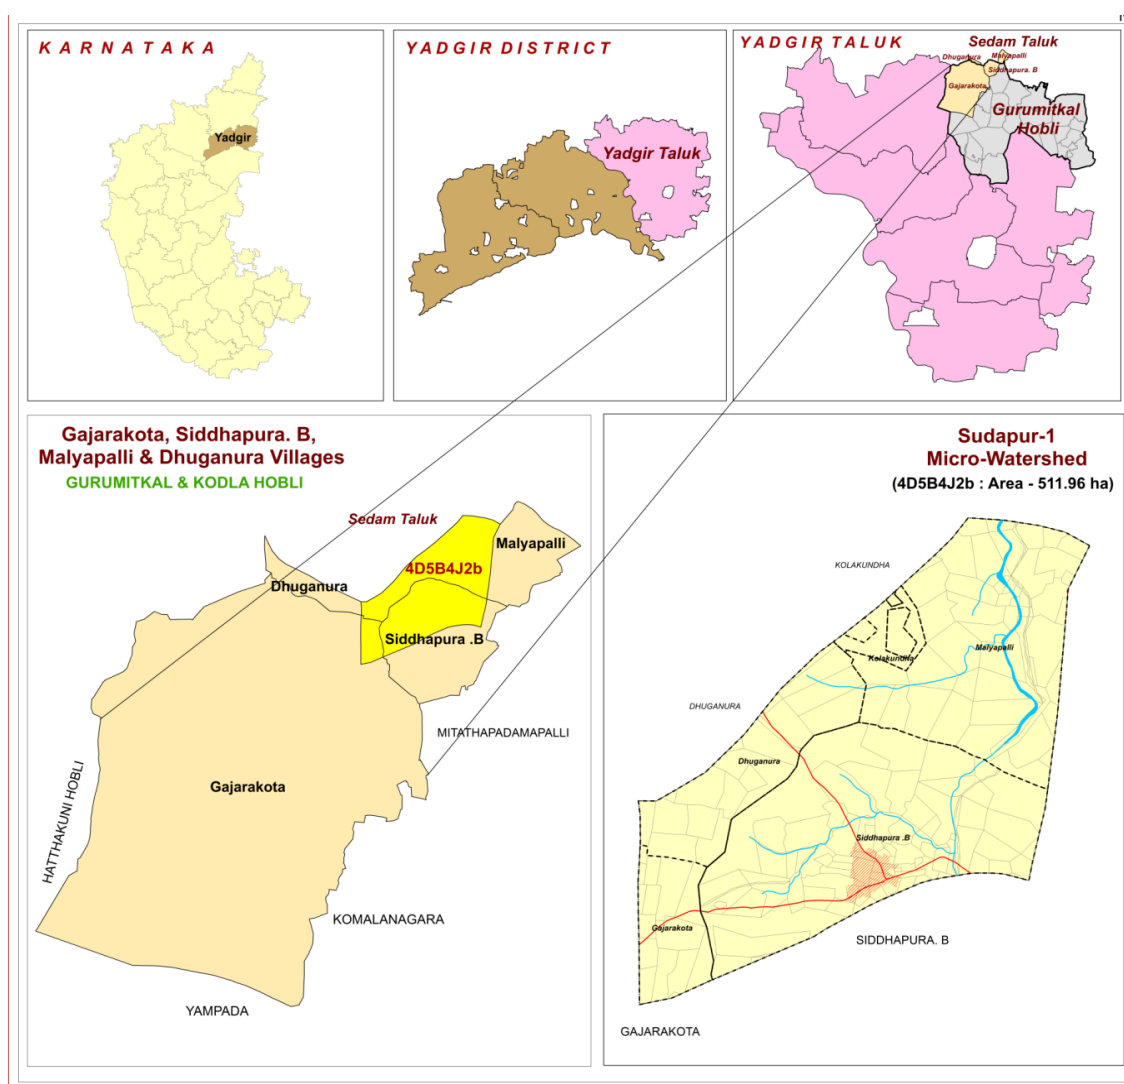 KARNATAKA
Yadgir
YADGIR DISTRICT
Yadgir Taluk
YADGIR TALUK
Sedam Taluk
Dhuganura
Malyapalli
Siddhapura. B
Gajarakota
Gurumitkal
Hobli
Gajarakota, Siddhapura. B,
Malyapalli & Dhuganura Villages
GURUMITKAL & KODLA HOBLI
Sedam Taluk
Malyapalli
4D5B4J2b
Dhuganura
Siddhapura .B
MITATHAPADAMAPALLI
Gajarakota
HATTHAKUNI HOBLI
KOMALANAGARA
YAMPADA
Sudapur-1
Micro-Watershed
(4D5B4J2b : Area - 511.96 ha)
KOLAKUNDHA
Malyapalli
Kolakundha
DHUGANURA
Dhuganura
Siddhapura .B
Gajarakota
SIDDHAPURA. B
GAJARAKOTA